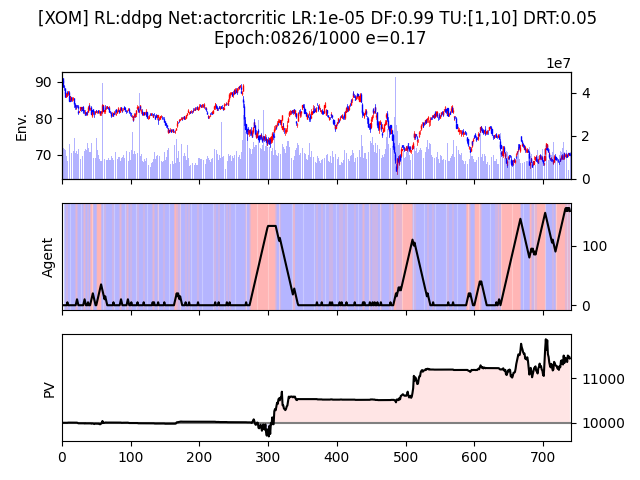 [XOM] RL:ddpg Net:actorcritic LR:1e-05 DF:0.99 TU:[1,10] DRT:0.05
Epoch:0826/1000 e=0.17
1e7
90
80
70
Env.
4
2
0
Agent
100
0
PV
11000
10000
0 100 200 300 400 500 600 700